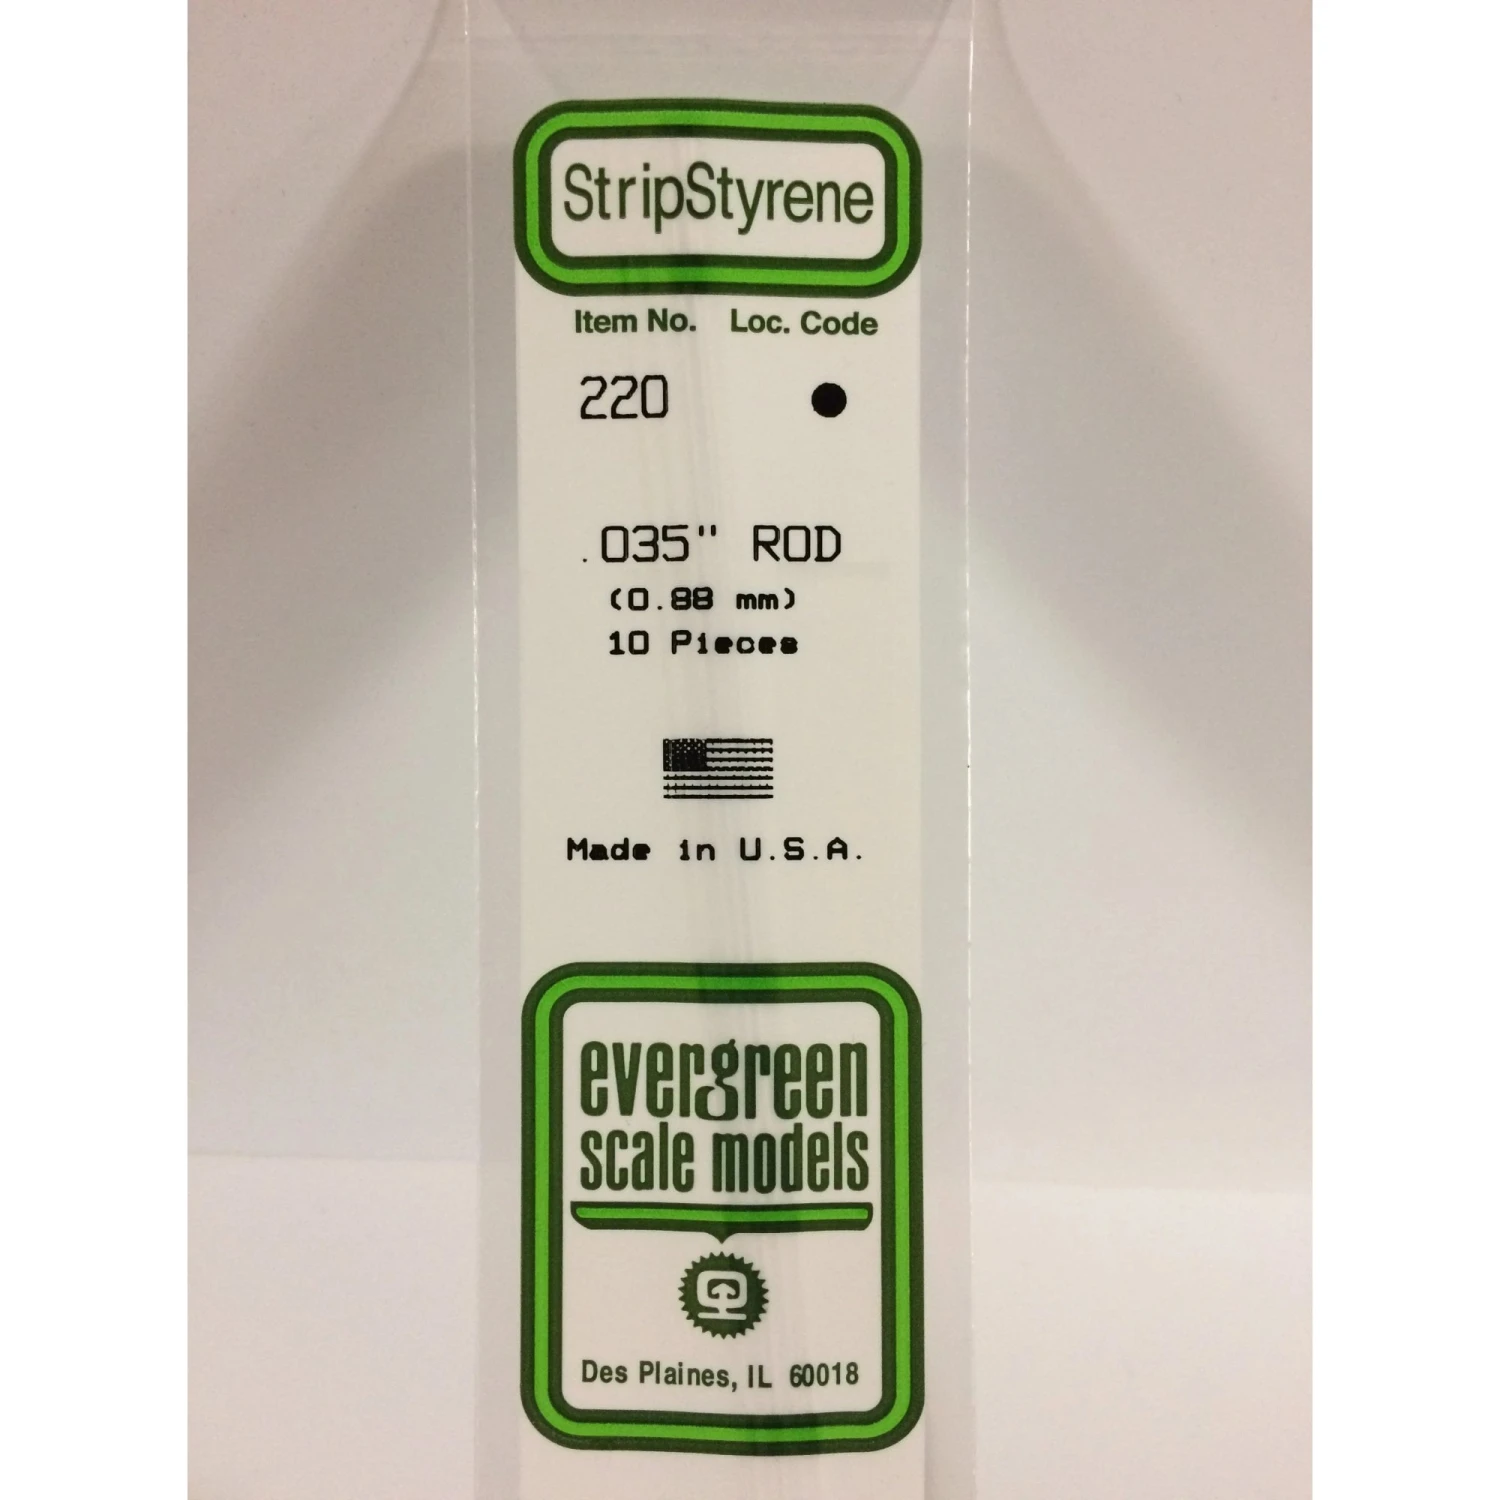 StripStyrene
Item No. Loc. Code
220 ●
.035" ROD
(0.88 mm)
10 Pieces
Made in U.S.A.
evergreen
scale models
Des Plaines, IL 60018